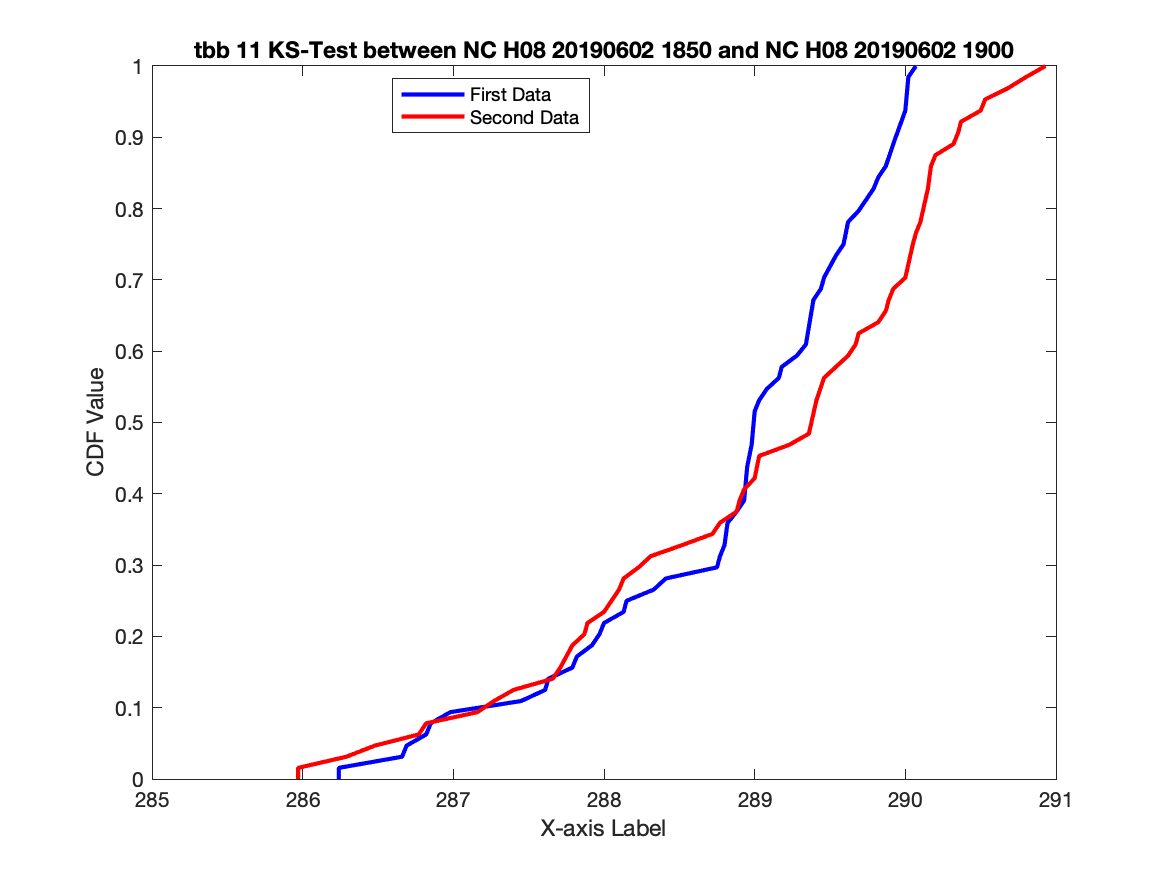 tbb 11 KS-Test between NC H08 20190602 1850 and NC H08 20190602 1900
First Data
Second Data
1
0.9
0.8
0.7
0.6
0.5
0.4
0.3
0.2
0.1
0
CDF Value
285 286 287 288 289 290 291
X-axis Label